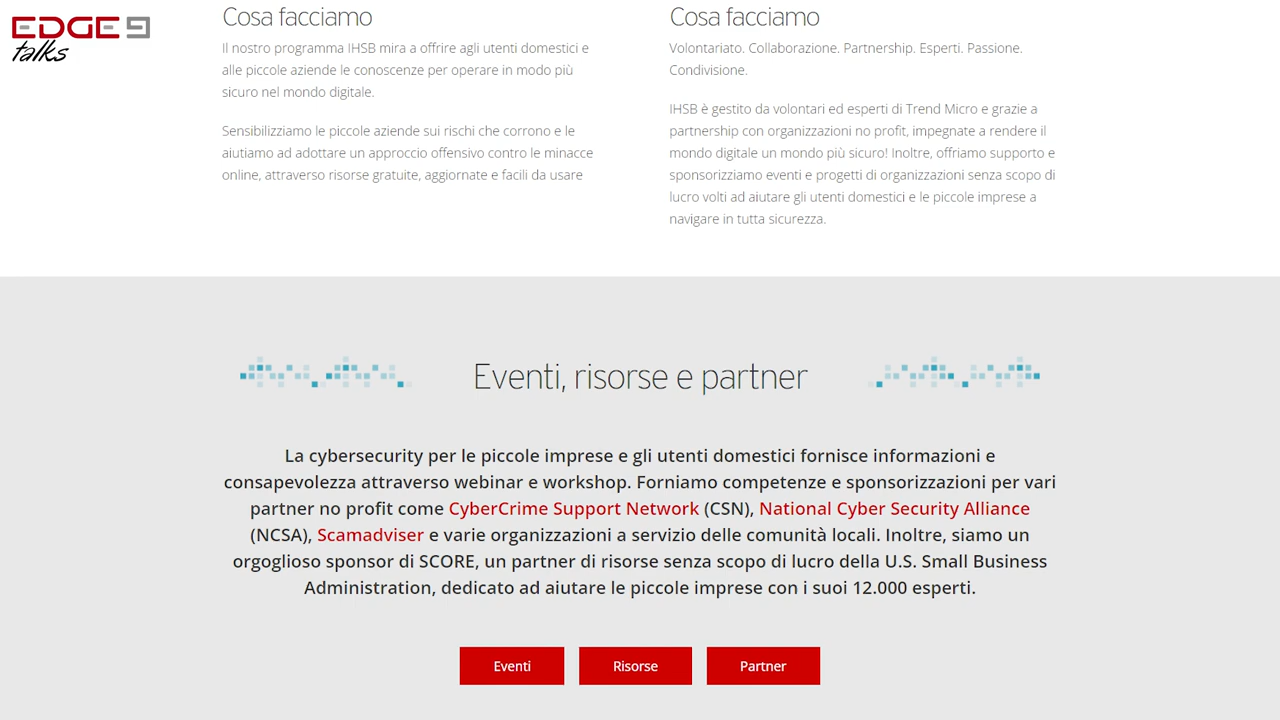 EDGE 9
talks
Cosa facciamo
Il nostro programma IHSB mira a offrire agli utenti domestici e
alle piccole aziende le conoscenze per operare in modo più
sicuro nel mondo digitale.
Sensibilizziamo le piccole aziende sui rischi che corrono e le
aiutiamo ad adottare un approccio offensivo contro le minacce
online, attraverso risorse gratuite, aggiornate e facili da usare
Cosa facciamo
Volontariato. Collaborazione. Partnership. Esperti. Passione.
Condivisione.
IHSB è gestito da volontari ed esperti di Trend Micro e grazie a
partnership con organizzazioni no profit, impegnate a rendere il
mondo digitale un mondo più sicuro! Inoltre, offriamo supporto e
sponsorizziamo eventi e progetti di organizzazioni senza scopo di
lucro volti ad aiutare gli utenti domestici e le piccole imprese a
navigare in tutta sicurezza.
Eventi, risorse e partner
La cybersecurity per le piccole imprese e gli utenti domestici fornisce informazioni e
consapevolezza attraverso webinar e workshop. Forniamo competenze e sponsorizzazioni per vari
partner no profit come CyberCrime Support Network (CSN), National Cyber Security Alliance
(NCSA), Scamadviser e varie organizzazioni a servizio delle comunità locali. Inoltre, siamo un
orgoglioso sponsor di SCORE, un partner di risorse senza scopo di lucro della U.S. Small Business
Administration, dedicato ad aiutare le piccole imprese con i suoi 12.000 esperti.
Eventi
Risorse
Partner